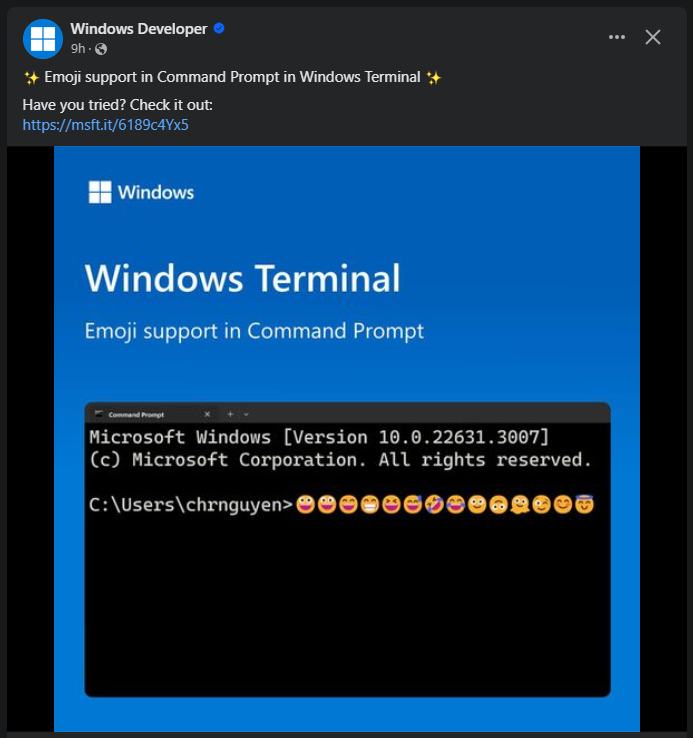 Windows Developer
9h ·
✨ Emoji support in Command Prompt in Windows Terminal ✨
Have you tried? Check it out:
https://msft.it/6189c4Yx5
Windows
Windows Terminal
Emoji support in Command Prompt
Command Prompt
Microsoft Windows [Version 10.0.22631.3007]
(c) Microsoft Corporation. All rights reserved.
C:\Users\chrnguyen>😀😃😄😁😆😅🤣😂🙂🙃🫠😉😊😇